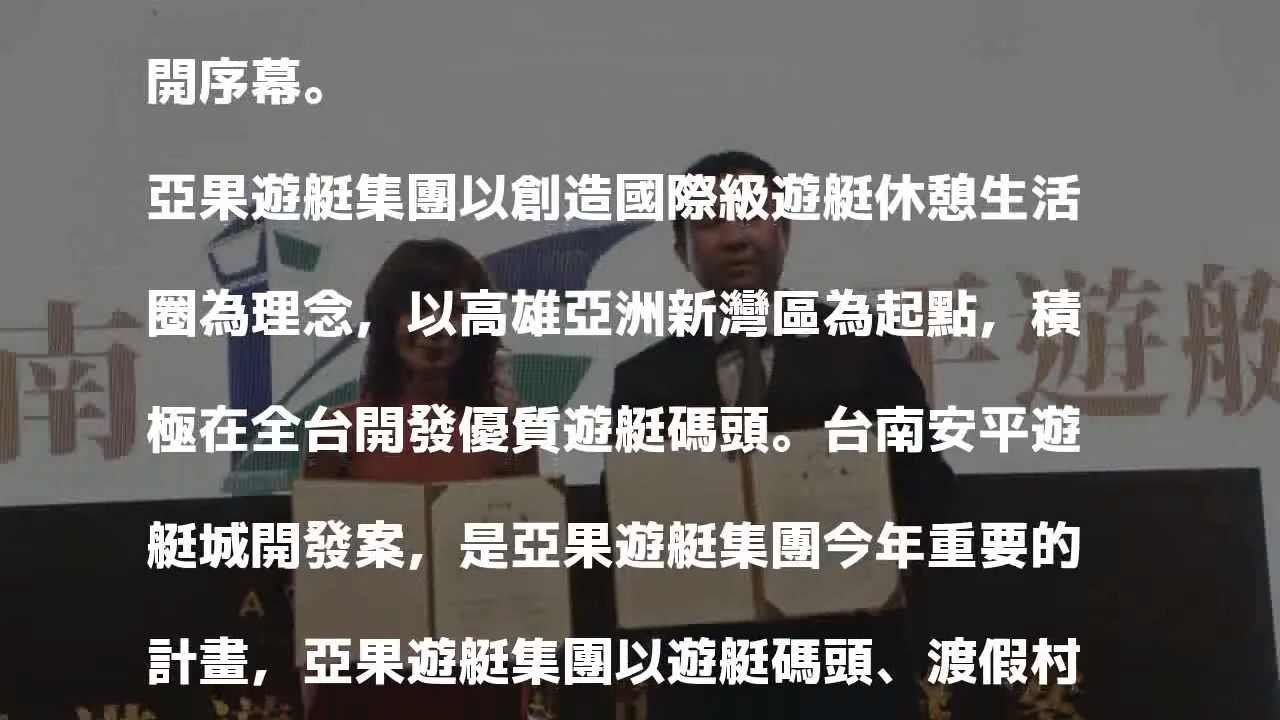 開序幕。
亞果遊艇集團以創造國際級遊艇休憩生活
圈為理念，以高雄亞洲新灣區為起點，積
極在全台開發優質遊艇碼頭。台南安平遊
艇城開發案，是亞果遊艇集團今年重要的
計畫，亞果遊艇集團以遊艇碼頭、渡假村
南
平遊艇